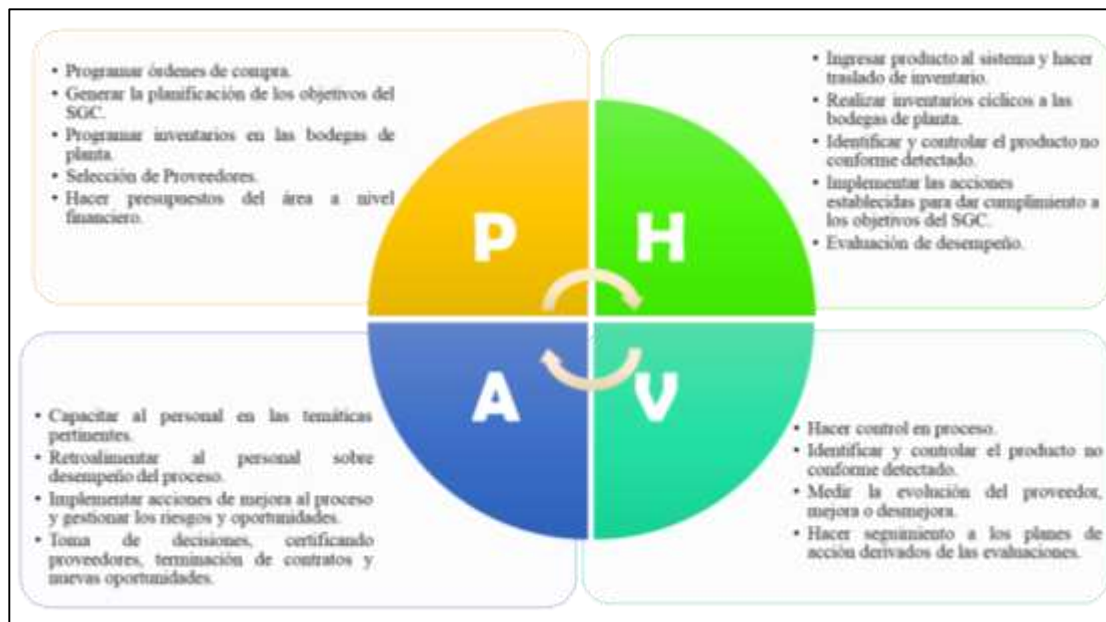 • Programar órdenes de compra.
• Generar la planificación de los objetivos del
SGC.
• Programar inventarios en las bodegas de
planta.
• Selección de Proveedores.
• Hacer presupuestos del área a nivel
financiero.
P
• Ingresar producto al sistema y hacer
traslado de inventario.
• Realizar inventarios cíclicos a las
bodegas de planta.
• Identificar y controlar el producto no
conforme detectado.
• Implementar las acciones
establecidas para dar cumplimiento a
los objetivos del SGC.
• Evaluación de desempeño.
H
A
• Capacitar al personal en las temáticas
pertinentes.
• Retroalimentar al personal sobre
desempeño del proceso.
• Implementar acciones de mejora al proceso
y gestionar los riesgos y oportunidades.
• Toma de decisiones, certificando
proveedores, terminación de contratos y
nuevas oportunidades.
V
• Hacer control en proceso.
• Identificar y controlar el producto no
conforme detectado.
• Medir la evolución del proveedor,
mejora o desmejora.
• Hacer seguimiento a los planes de
acción derivados de las evaluaciones.